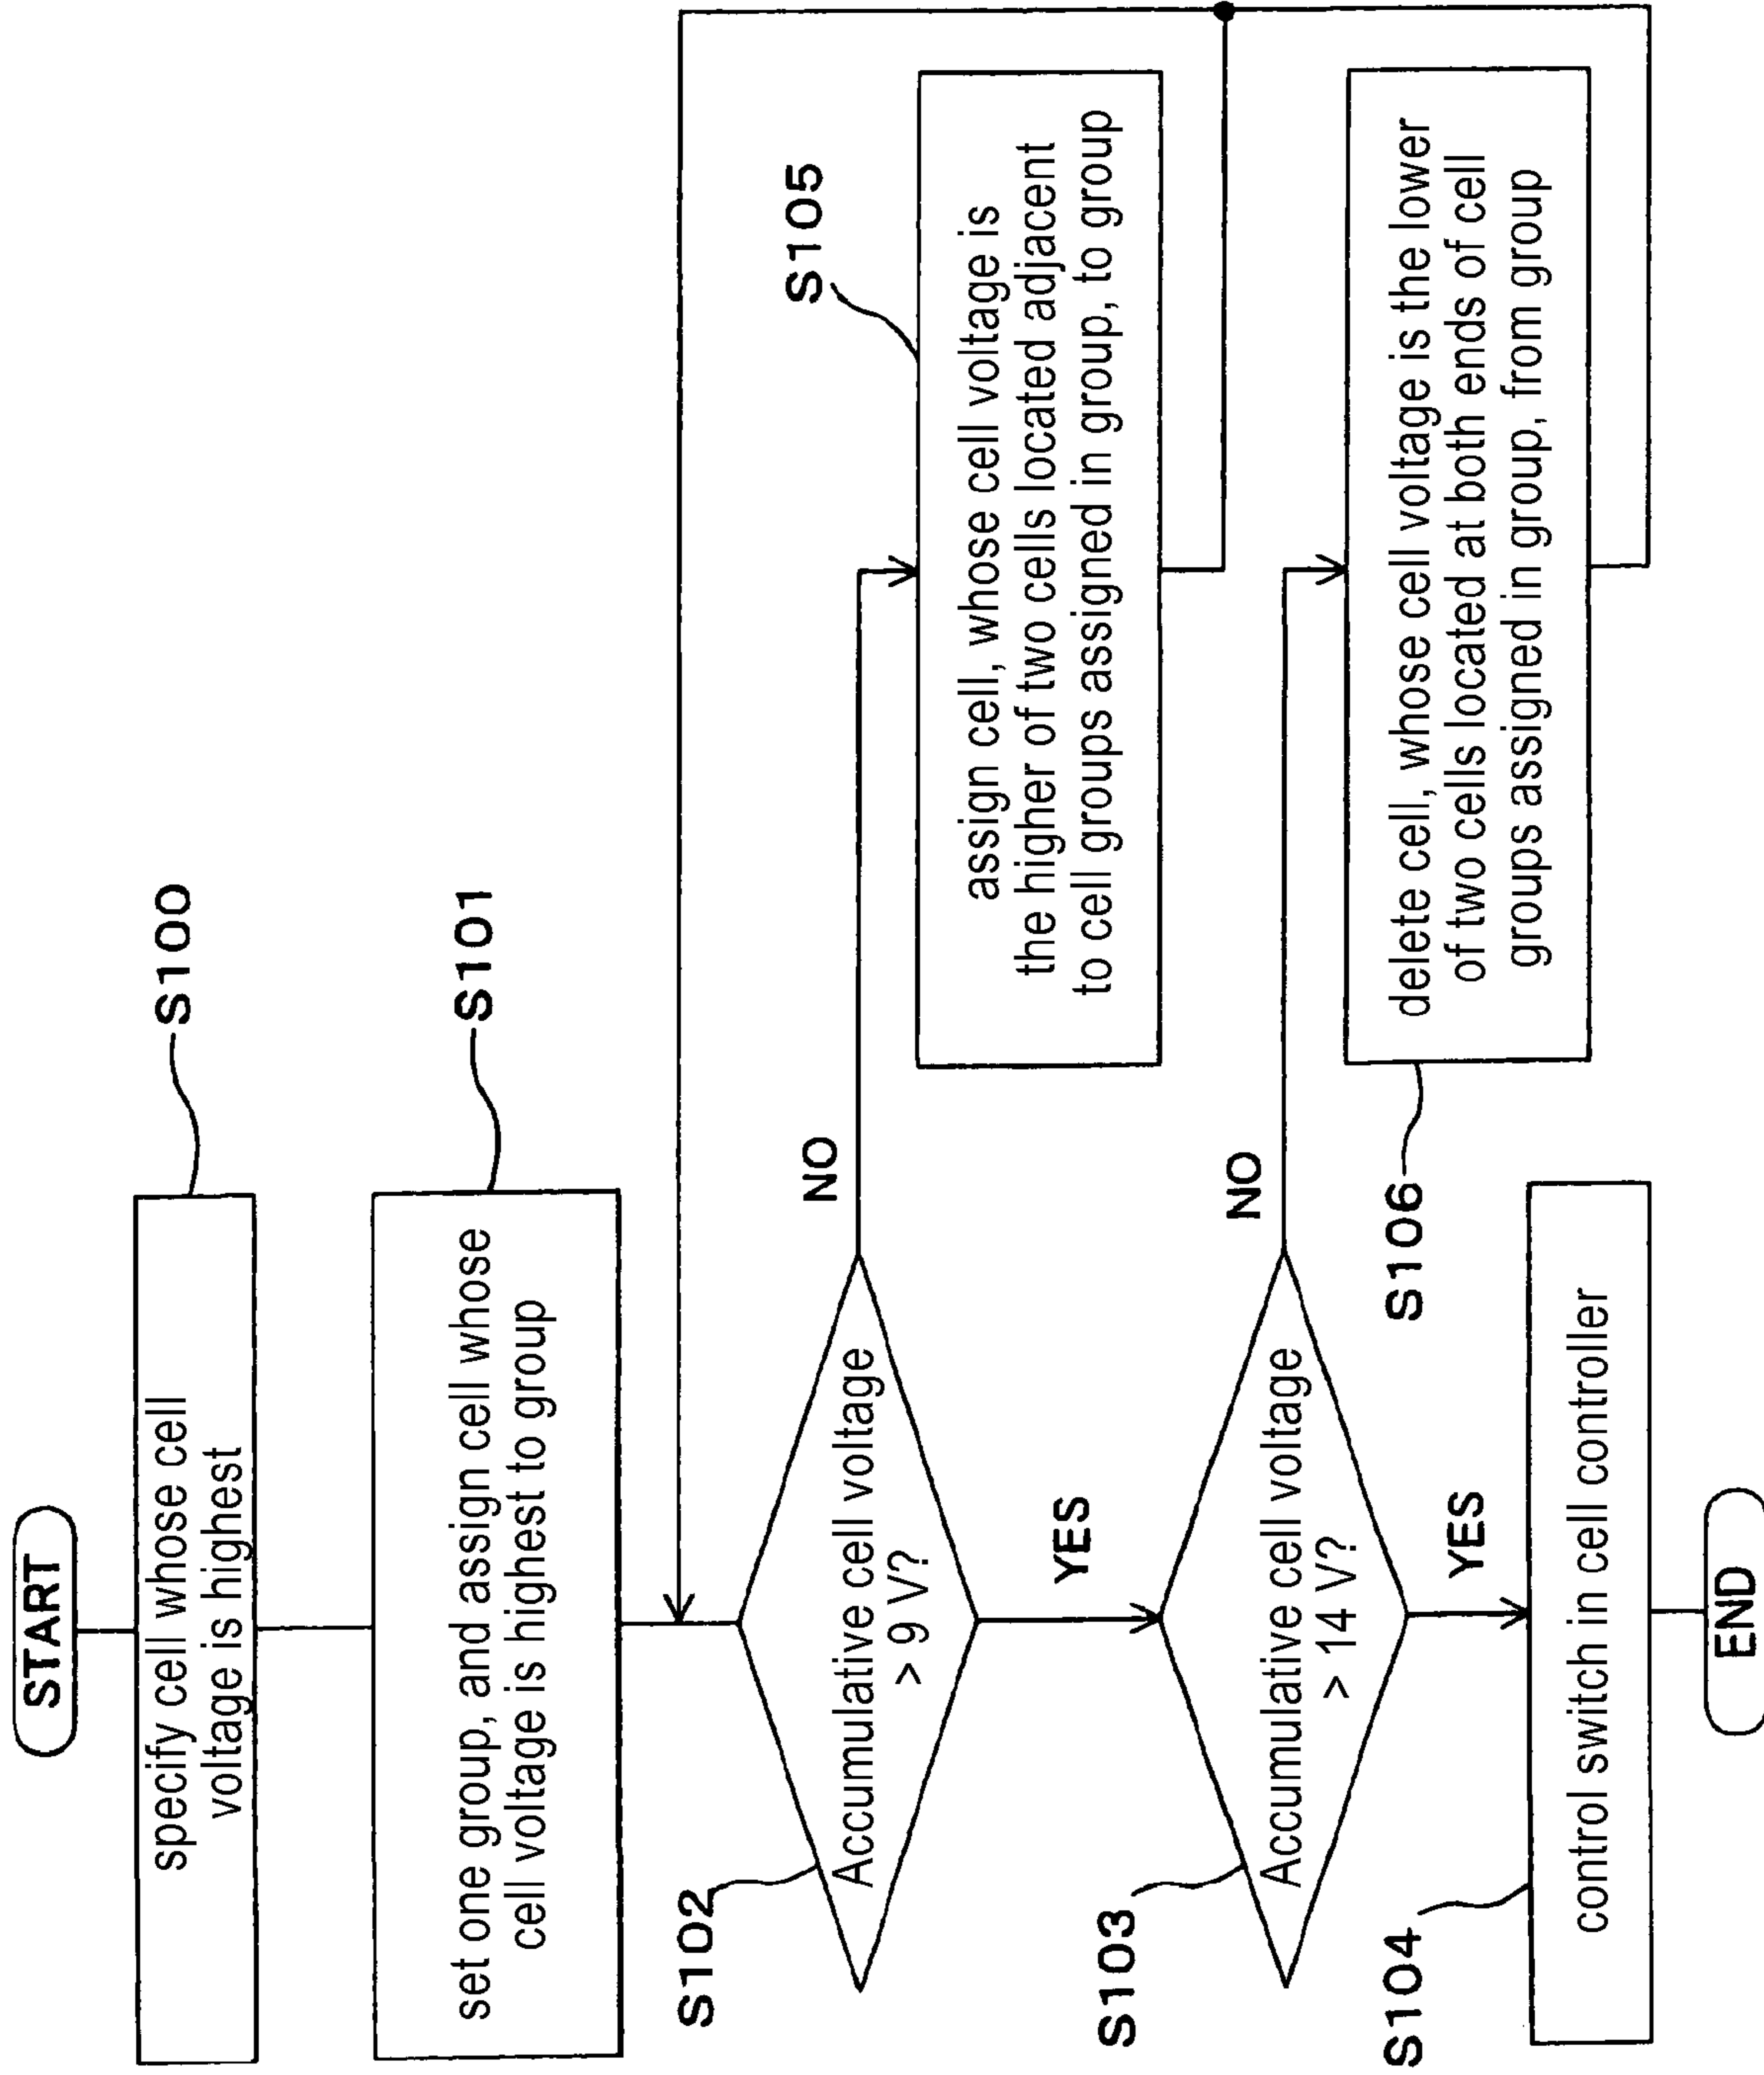 START
specify cell whose cell
voltage is highest
S100
set one group, and assign cell whose
cell voltage is highest to group
S101
S102
Accumulative cell voltage
> 9 V?
NO
YES
assign cell, whose cell voltage is
the higher of two cells located adjacent
to cell groups assigned in group, to group
S105
S103
Accumulative cell voltage
> 14 V?
NO
YES
delete cell, whose cell voltage is the lower
of two cells located at both ends of cell
groups assigned in group, from group
S106
S104
control switch in cell controller
END